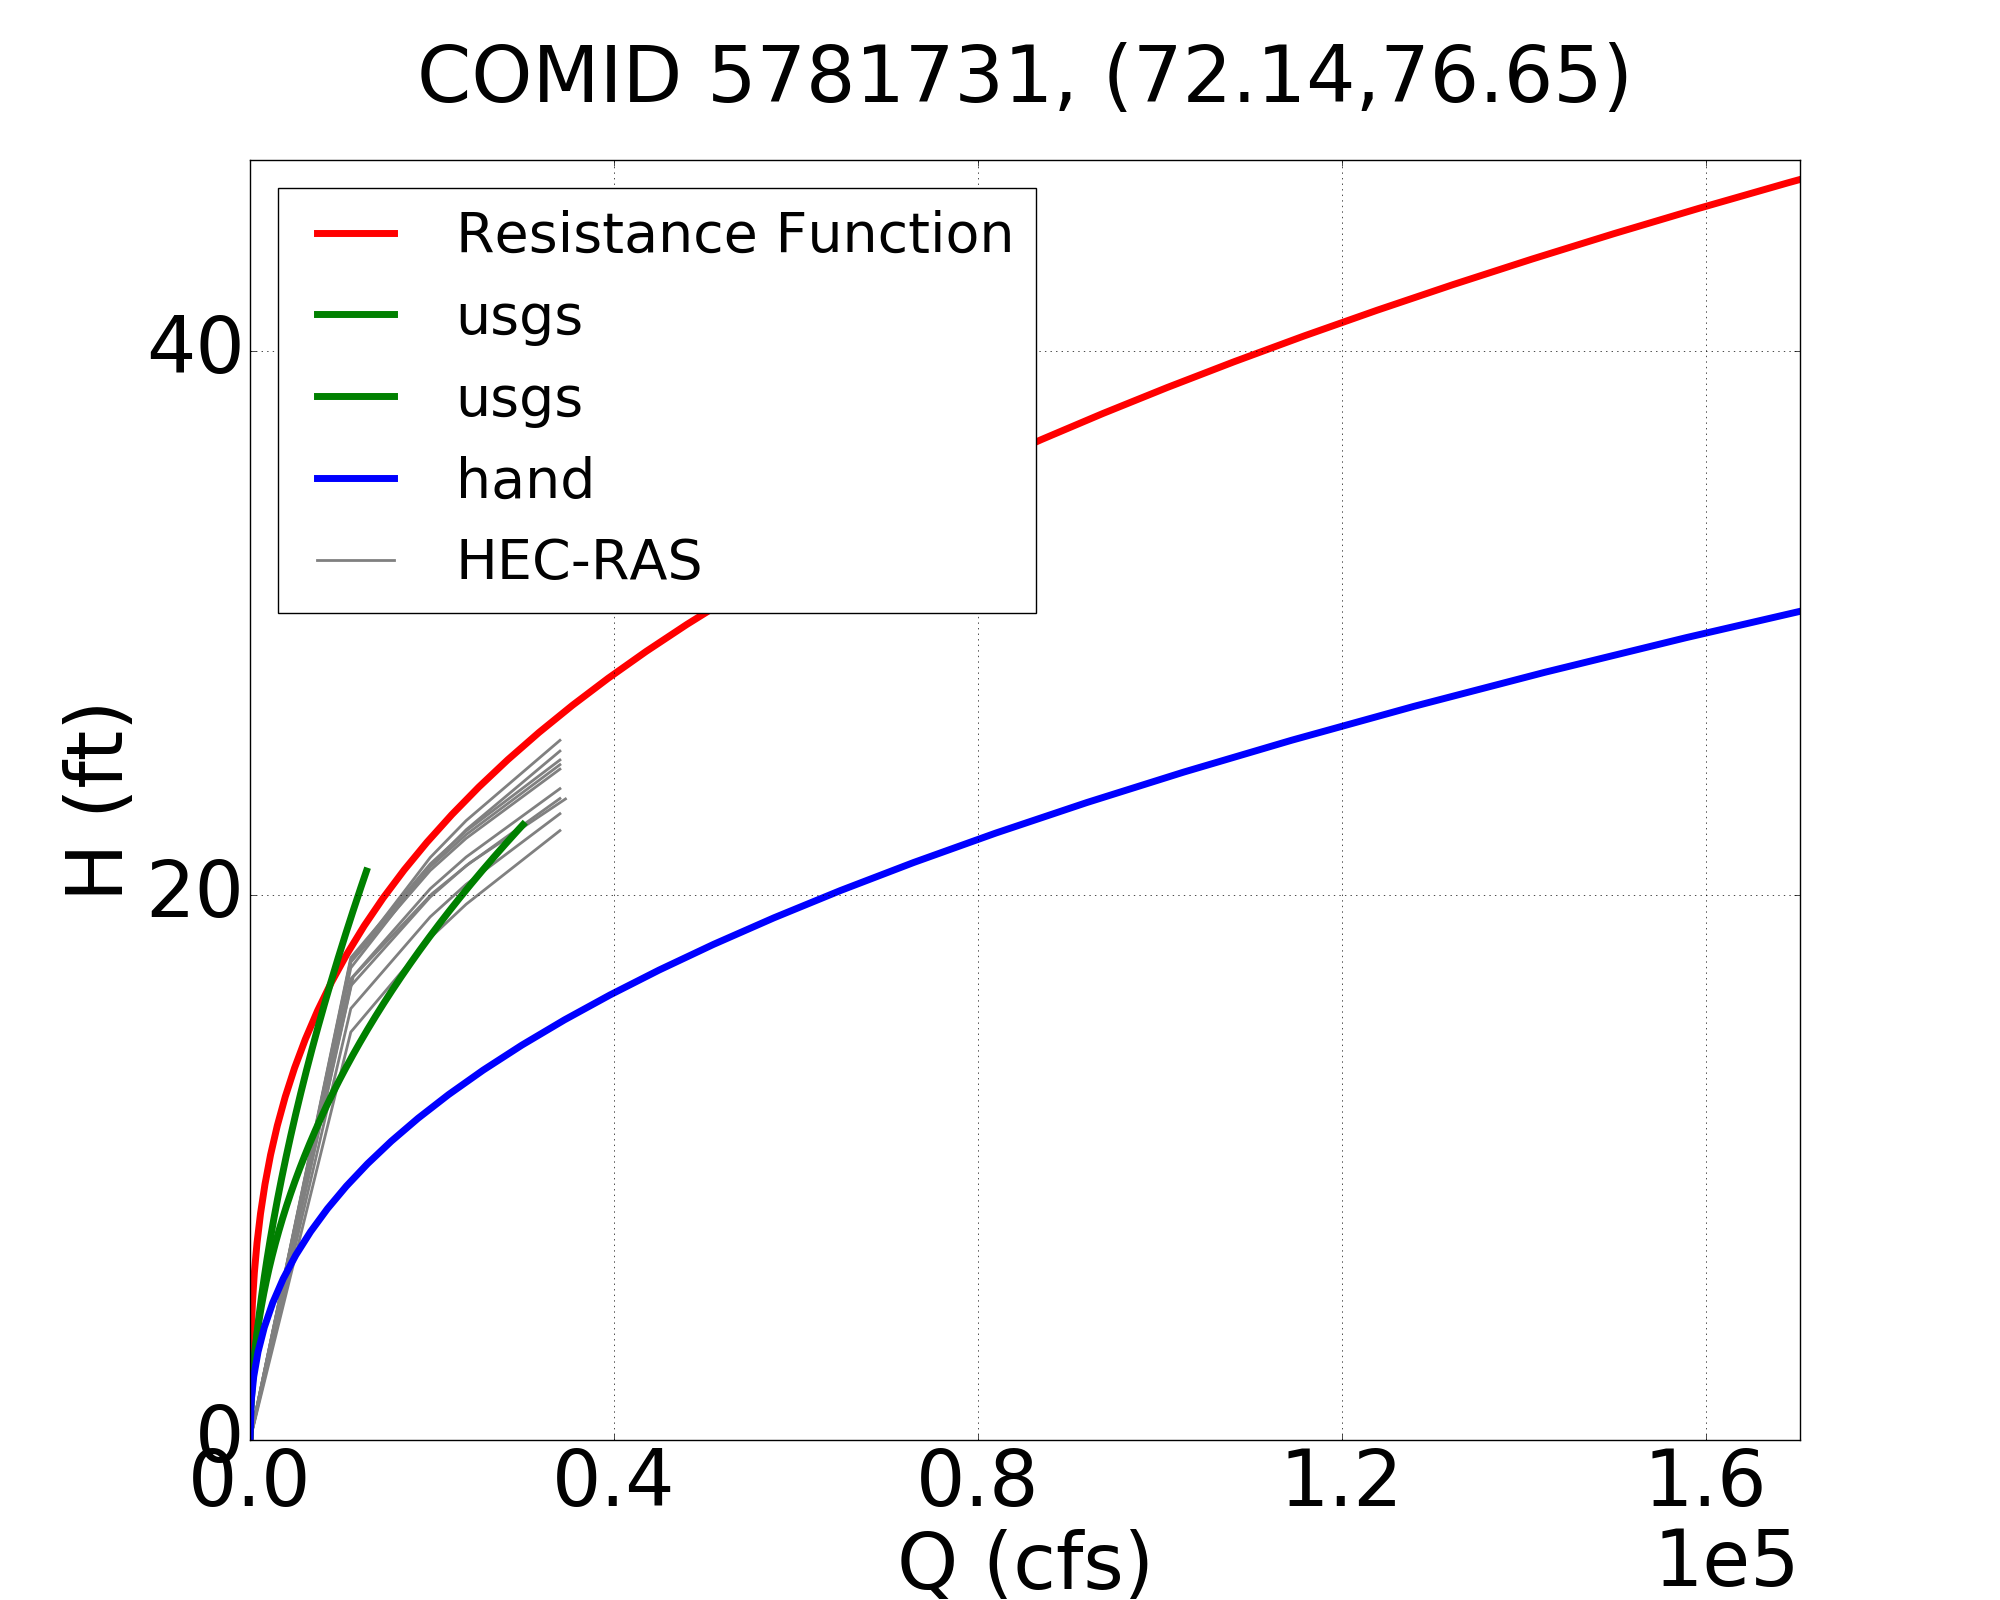 COMID 5781731, (72.14,76.65)
Resistance Function
usgs
usgs
hand
HEC-RAS
H (ft)
40
20
0
0.0 0.4 0.8 1.2 1.6
1e5
Q (cfs)